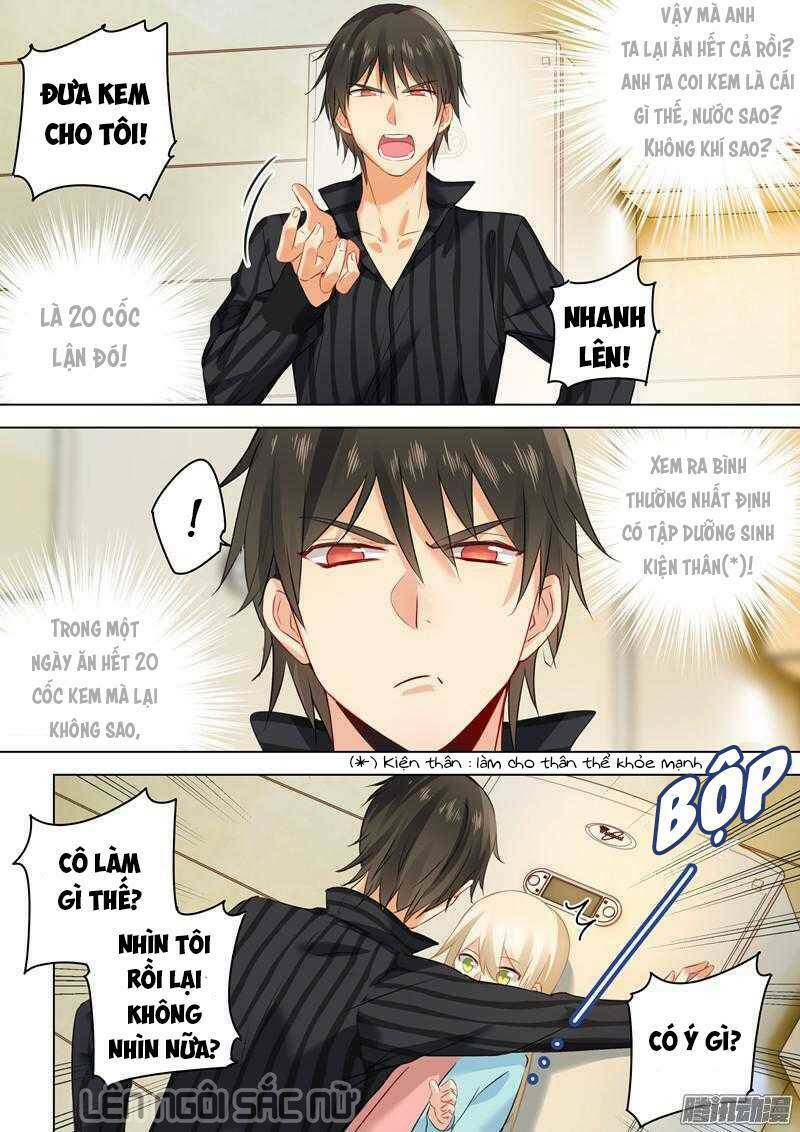 VẬY MÀ ANH
TA LẠI ĂN HẾT CẢ RỒI?
ANH TA COI KEM LÀ CÁI
GÌ THẾ, NƯỚC SAO?
KHÔNG KHÍ SAO?
ĐƯA KEM
CHO TÔI!
LÀ 20 CỐC
LẬN ĐÓ!
NHANH
LÊN!
!
XEM RA BÌNH
THƯỜNG NHẤT ĐỊNH
CÓ TẬP DƯỠNG SINH
KIỆN THÂN(*)!
TRONG MỘT
NGÀY ĂN HẾT 20
CỐC KEM MÀ LẠI
KHÔNG SAO,
(*) Kiện thân : làm cho thân thể khỏe mạnh
BỘP
CÔ LÀM
GÌ THẾ?
NHÌN TÔI
RỒI LẠI
KHÔNG
NHÌN NỮA?
CÓ Ý GÌ?
LÊN NGÔI SẮC NỮ
腾讯动漫